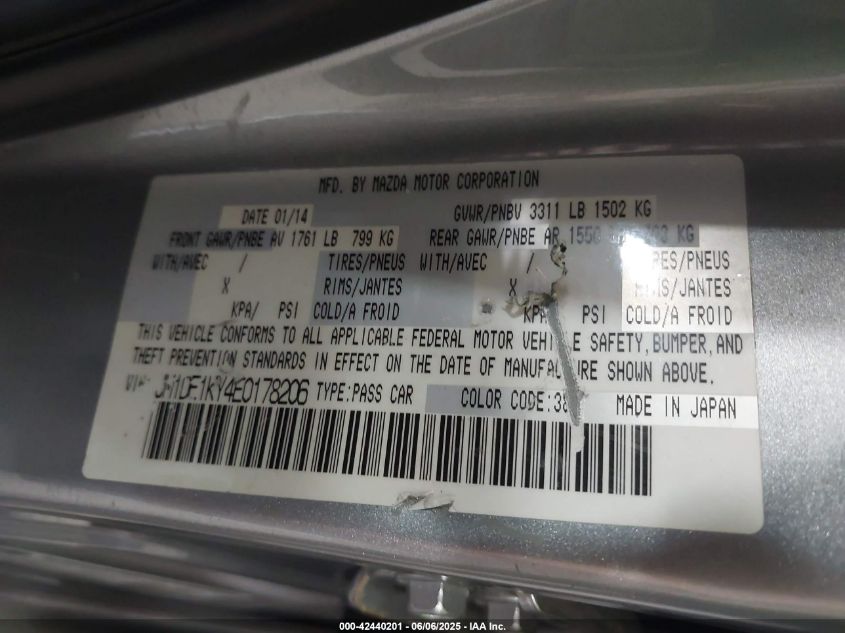 MFD. BY MAZDA MOTOR CORPORATION
DATE 01/14 GVWR/PNBV 3311 LB 1502 KG
FRONT GAWR/PNBE AV 1761 LB 799 KG REAR GAWR/PNBE AR KG
WITH/AVEC / TIRES/PNEUS WITH/AVEC / TIRES/PNEUS
X RIMS/JANTES X RIMS/JANTES
KPA/ PSI COLD/A FROID KPA/ PSI COLD/A FROID
THIS VEHICLE CONFORMS TO ALL APPLICABLE FEDERAL MOTOR VEHICLE SAFETY, BUMPER, AND
THEFT PREVENTION STANDARDS IN EFFECT ON THE DATE OF MANUFACTURE SHOWN ABOVE.
TYPE:PASS CAR COLOR CODE: MADE IN JAPAN
000-42440201 - 06/06/2025 - IAA Inc.